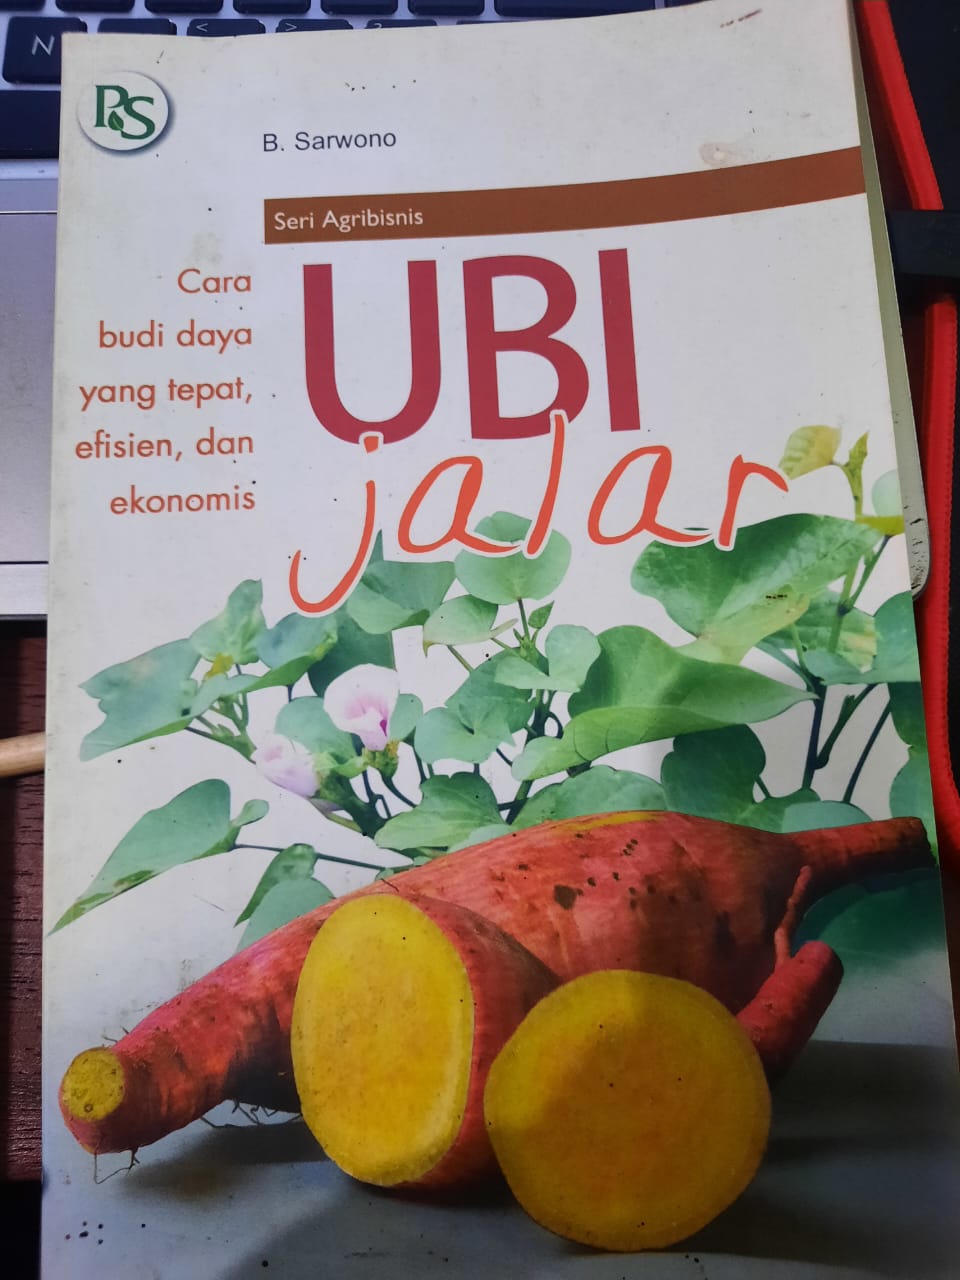 N
PS
B. Sarwono
Seri Agribisnis
UBI
jalar
Cara
budi daya
yang tepat,
efisien, dan
ekonomis